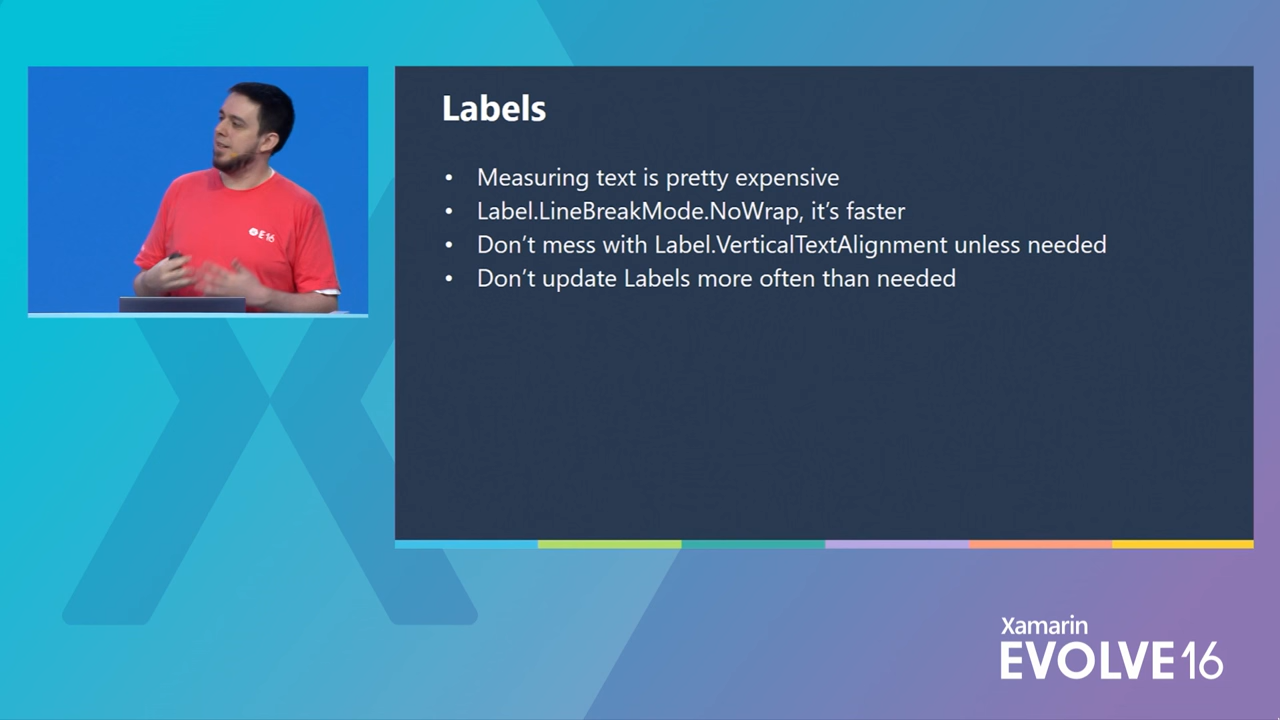 Labels
• Measuring text is pretty expensive
• Label.LineBreakMode.NoWrap, it’s faster
• Don’t mess with Label.VerticalTextAlignment unless needed
• Don’t update Labels more often than needed
E16
Xamarin
EVOLVE16